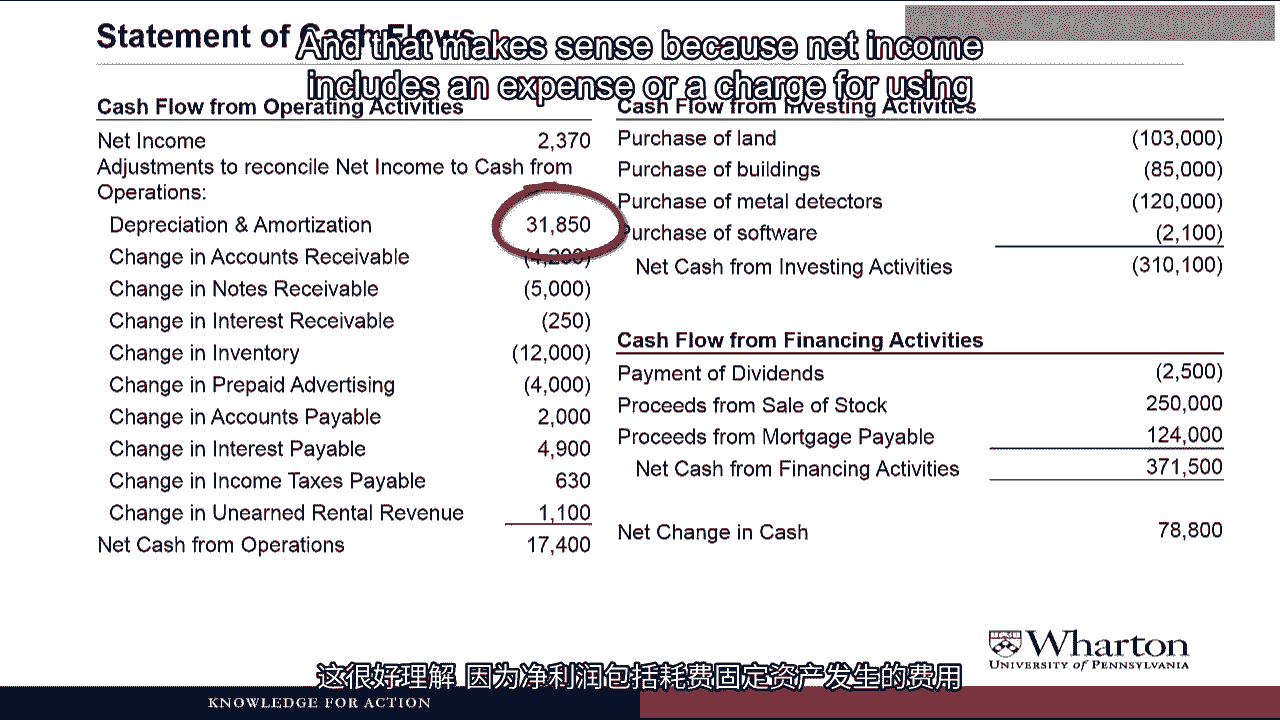 Statement of Cash Flows
And that makes sense because net income
includes an expense or a charge for using
Cash Flow from Operating Activities
Net Income 2,370
Adjustments to reconcile Net Income to Cash from
Operations:
Depreciation & Amortization 31,850
Change in Accounts Receivable (4,200)
Change in Notes Receivable (5,000)
Change in Interest Receivable (250)
Change in Inventory (12,000)
Change in Prepaid Advertising (4,000)
Change in Accounts Payable 2,000
Change in Interest Payable 4,900
Change in Income Taxes Payable 630
Change in Unearned Rental Revenue 1,100
Net Cash from Operations 17,400
Cash Flow from Investing Activities
Purchase of land (103,000)
Purchase of buildings (85,000)
Purchase of metal detectors (120,000)
Purchase of software (2,100)
Net Cash from Investing Activities (310,100)
Cash Flow from Financing Activities
Payment of Dividends (2,500)
Proceeds from Sale of Stock 250,000
Proceeds from Mortgage Payable 124,000
Net Cash from Financing Activities 371,500
Net Change in Cash 78,800
Wharton
UNIVERSITY of PENNSYLVANIA
这很好理解 因为净利润包括耗费固定资产发生的费用
KNOWLEDGE FOR ACTION